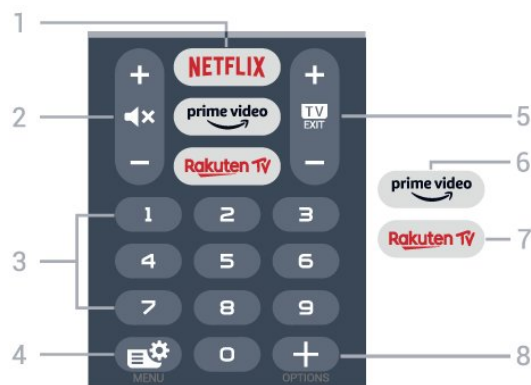 1
NETFLIX
+ +
2
prime video
TV
EXIT
5
- -
Rakuten TV
6
prime video
Rakuten TV
7
3
1 2 3
4 5 6
7 8 9
4
0
+
8
MENU
OPTIONS